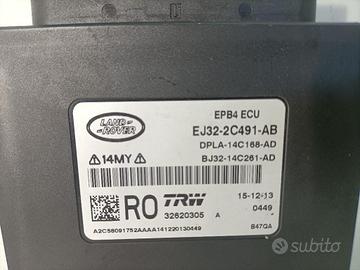 LAND
ROVER
EPB4 ECU
EJ32-2C491-AB
DPLA-14C168-AD
⚠14MY⚠
BJ32-14C261-AD
RO
TRW
15-12-13
32620305
A
0449
A2C56091752AAAA141220130449
B47QA
subito